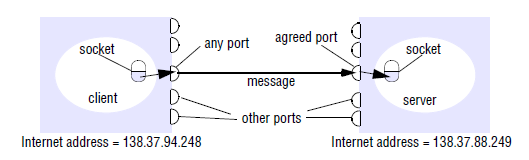 socket
any port
agreed port
socket
message
client
server
other ports
Internet address = 138.37.94.248
Internet address = 138.37.88.249